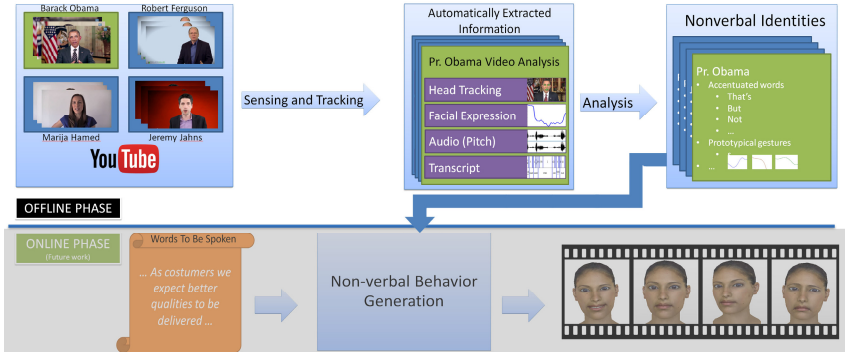 Barack Obama
Robert Ferguson
Marija Hamed
Jeremy Jahns
YouTube
Sensing and Tracking
Automatically Extracted
Information
Pr. Obama Video Analysis
Head Tracking
Facial Expression
Audio (Pitch)
Transcript
Analysis
Nonverbal Identities
Pr. Obama
• Accentuated words
• That's
• But
• Not
• ...
• Prototypical gestures
•
• ...
OFFLINE PHASE
ONLINE PHASE
(Future work)
Words To Be Spoken
... As costumers we
expect better
qualities to be
delivered ...
Non-verbal Behavior
Generation